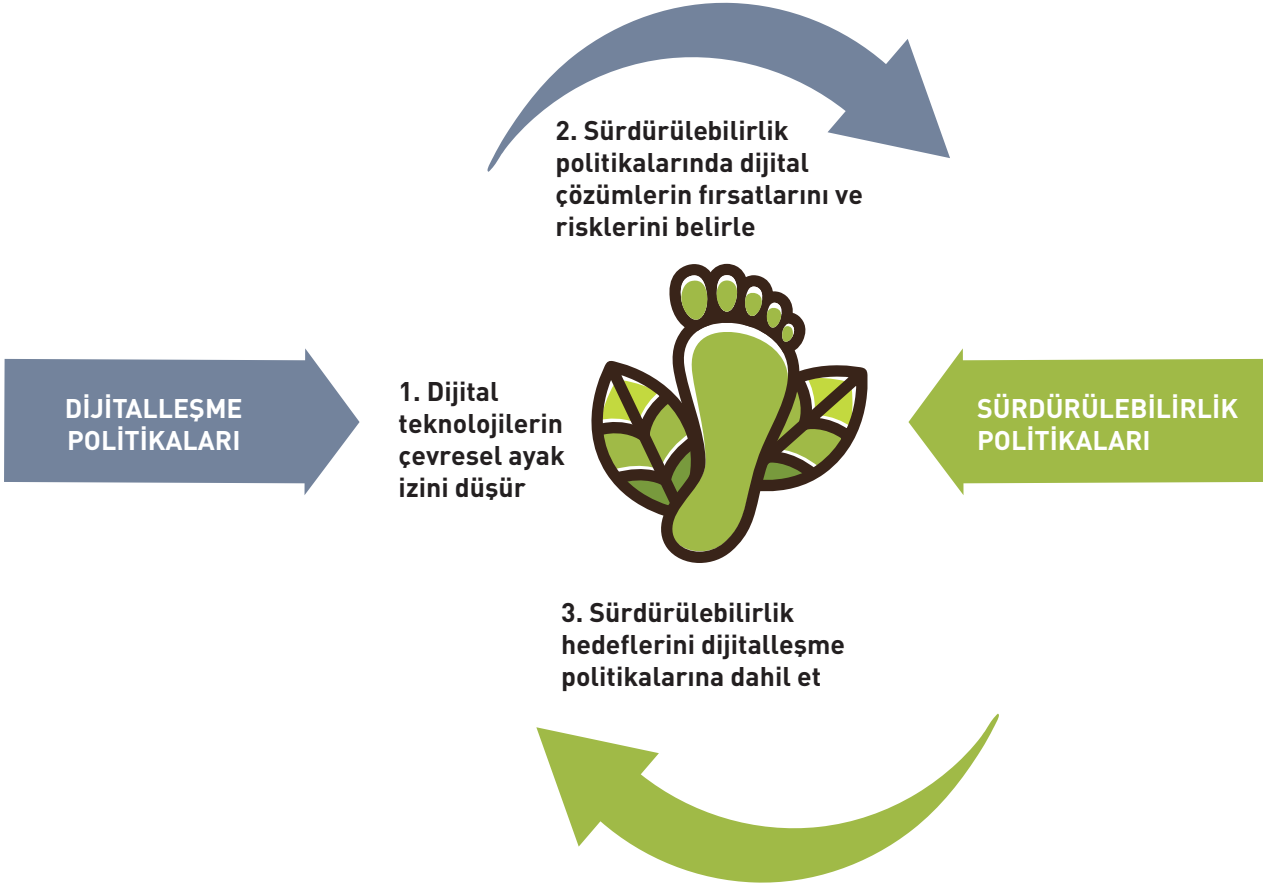 2. Sürdürülebilirlik
politikalarında dijital
çözümlerin fırsatlarını ve
risklerini belirle
DİJİTALLEŞME
POLİTİKALARI
1. Dijital
teknolojilerin
çevresel ayak
izini düşür
SÜRDÜRÜLEBİLİRLİK
POLİTİKALARI
3. Sürdürülebilirlik
hedeflerini dijitalleşme
politikalarına dahil et